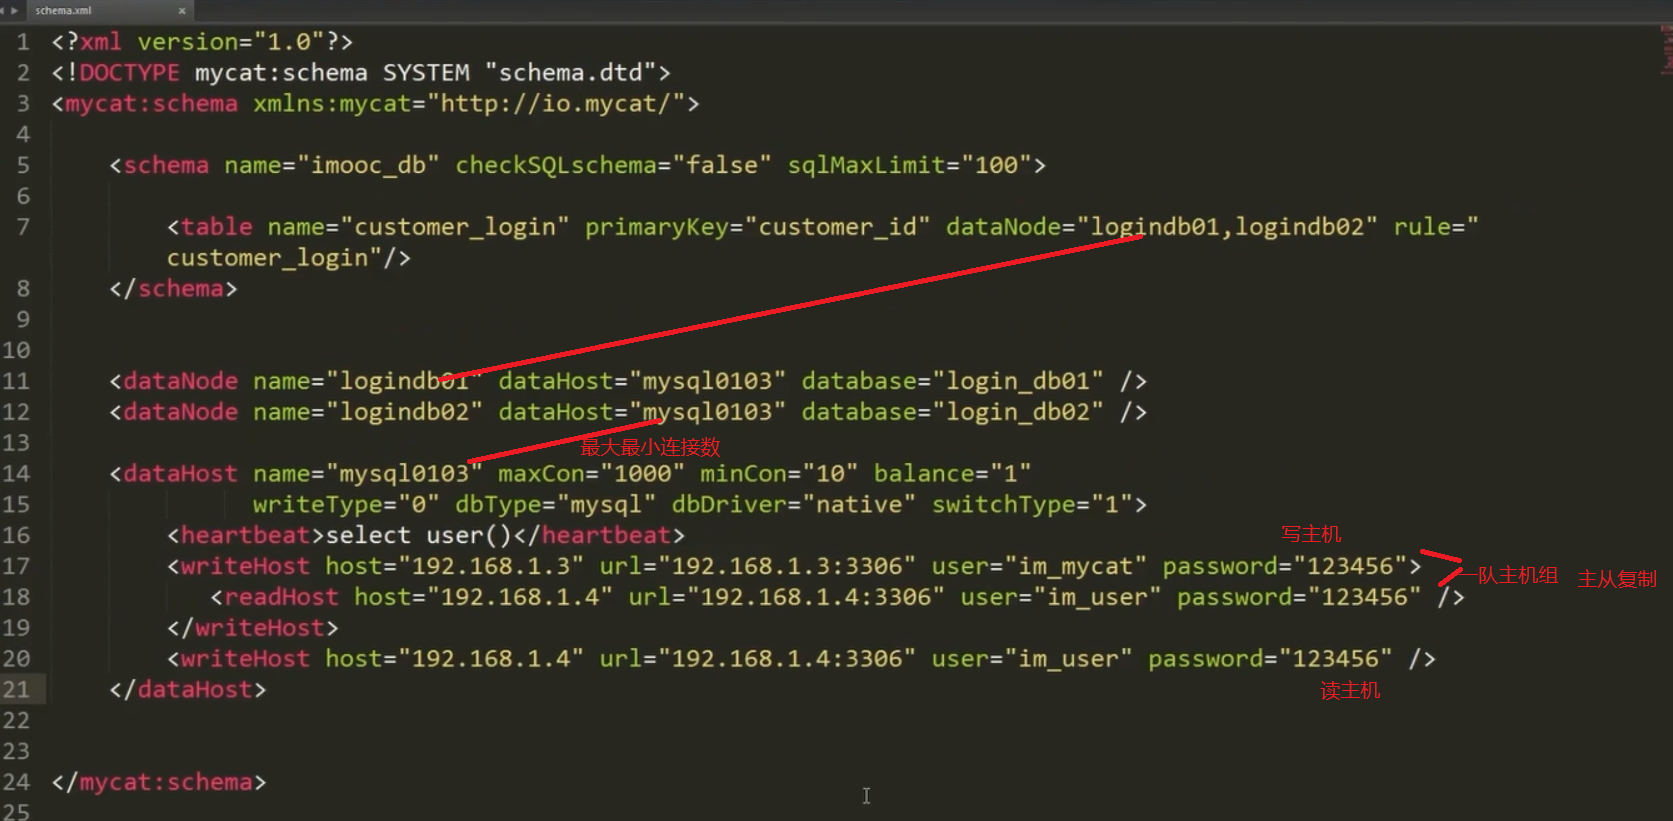 schema.xml
1 <?xml version="1.0"?>
2 <!DOCTYPE mycat:schema SYSTEM "schema.dtd">
3 <mycat:schema xmlns:mycat="http://io.mycat/">
4
5 <schema name="imooc_db" checkSQLschema="false" sqlMaxLimit="100">
6
7 <table name="customer_login" primaryKey="customer_id" dataNode="logindb01,logindb02" rule="
customer_login"/>
8 </schema>
9
10
11 <dataNode name="logindb01" dataHost="mysql0103" database="login_db01" />
12 <dataNode name="logindb02" dataHost="mysql0103" database="login_db02" />
13 最大最小连接数
14 <dataHost name="mysql0103" maxCon="1000" minCon="10" balance="1"
15 writeType="0" dbType="mysql" dbDriver="native" switchType="1">
16 <heartbeat>select user()</heartbeat>
写主机
17 <writeHost host="192.168.1.3" url="192.168.1.3:3306" user="im_mycat" password="123456">
一队主机组 主从复制
18 <readHost host="192.168.1.4" url="192.168.1.4:3306" user="im_user" password="123456" />
19 </writeHost>
20 <writeHost host="192.168.1.4" url="192.168.1.4:3306" user="im_user" password="123456" />
21 </dataHost>
读主机
22
23
24 </mycat:schema>
25